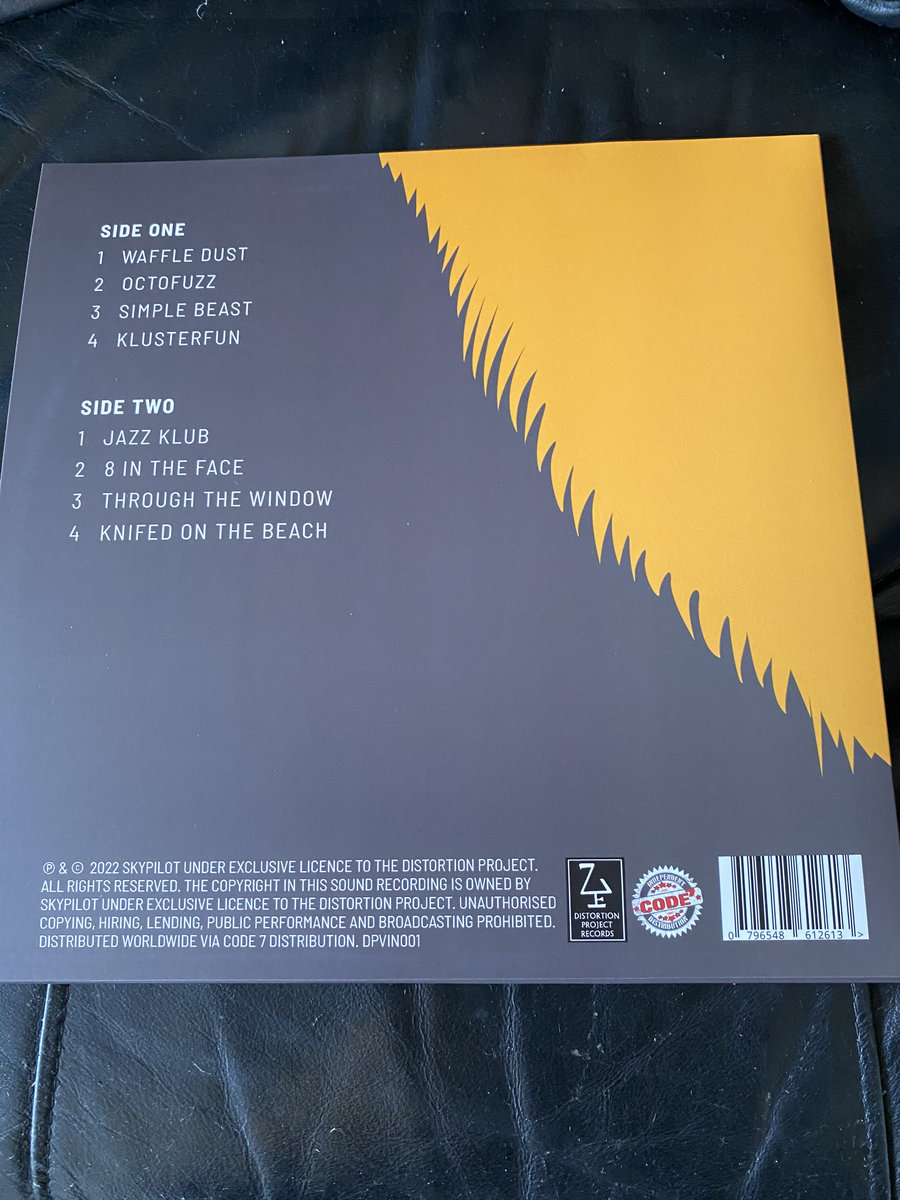 SIDE ONE
1 WAFFLE DUST
2 OCTOFUZZ
3 SIMPLE BEAST
4 KLUSTERFUN
SIDE TWO
1 JAZZ KLUB
2 8 IN THE FACE
3 THROUGH THE WINDOW
4 KNIFED ON THE BEACH
℗ & © 2022 SKYPILOT UNDER EXCLUSIVE LICENCE TO THE DISTORTION PROJECT.
ALL RIGHTS RESERVED. THE COPYRIGHT IN THIS SOUND RECORDING IS OWNED BY
SKYPILOT UNDER EXCLUSIVE LICENCE TO THE DISTORTION PROJECT. UNAUTHORISED
COPYING, HIRING, LENDING, PUBLIC PERFORMANCE AND BROADCASTING PROHIBITED.
DISTRIBUTED WORLDWIDE VIA CODE 7 DISTRIBUTION. DPVIN001
DISTORTION
PROJECT
RECORDS
INDEPENDENT
CODE 7
DISTRIBUTION
0 796548 612613 >